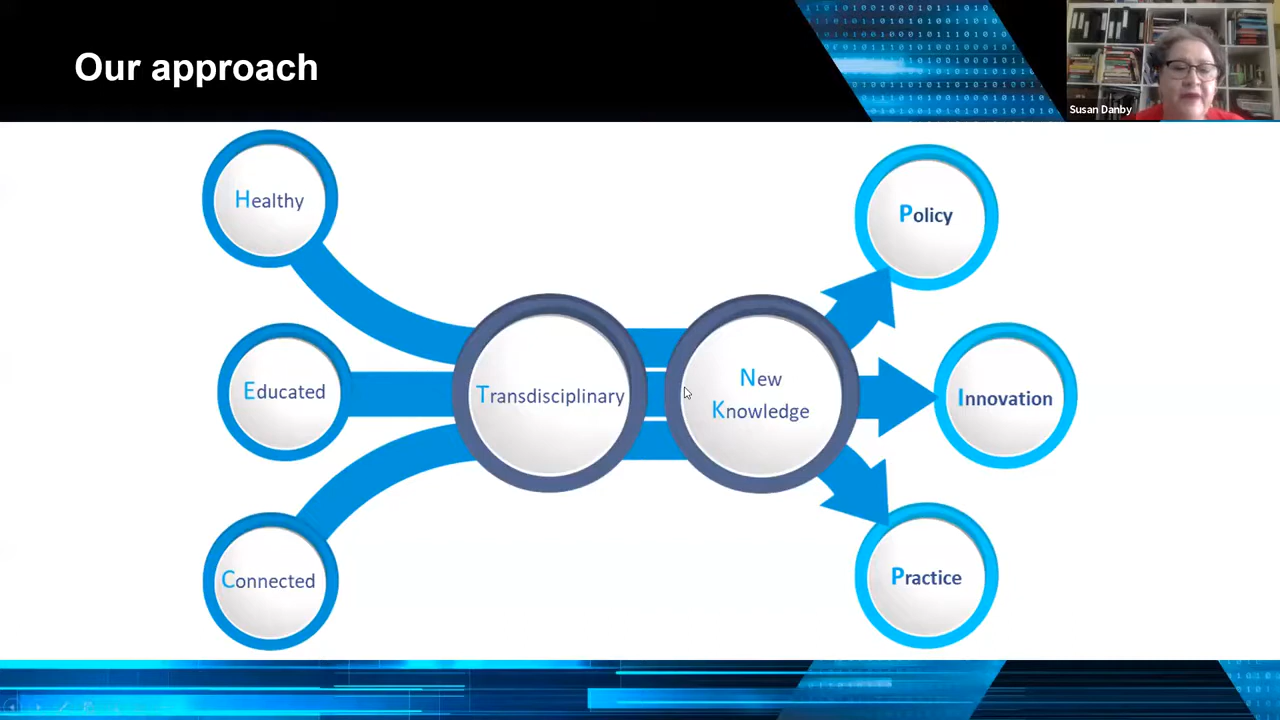 Our approach
Susan Danby
Healthy
Educated
Connected
Transdisciplinary
New
Knowledge
Policy
Innovation
Practice